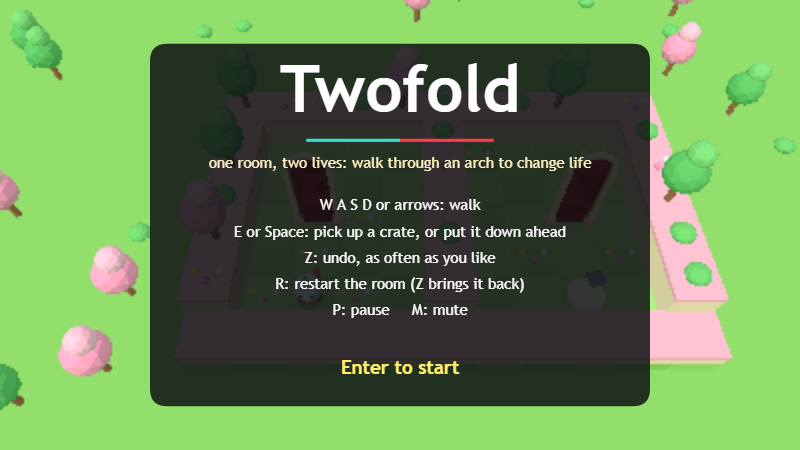 Twofold
one room, two lives: walk through an arch to change life
W A S D or arrows: walk
E or Space: pick up a crate, or put it down ahead
Z: undo, as often as you like
R: restart the room (Z brings it back)
P: pause M: mute
Enter to start